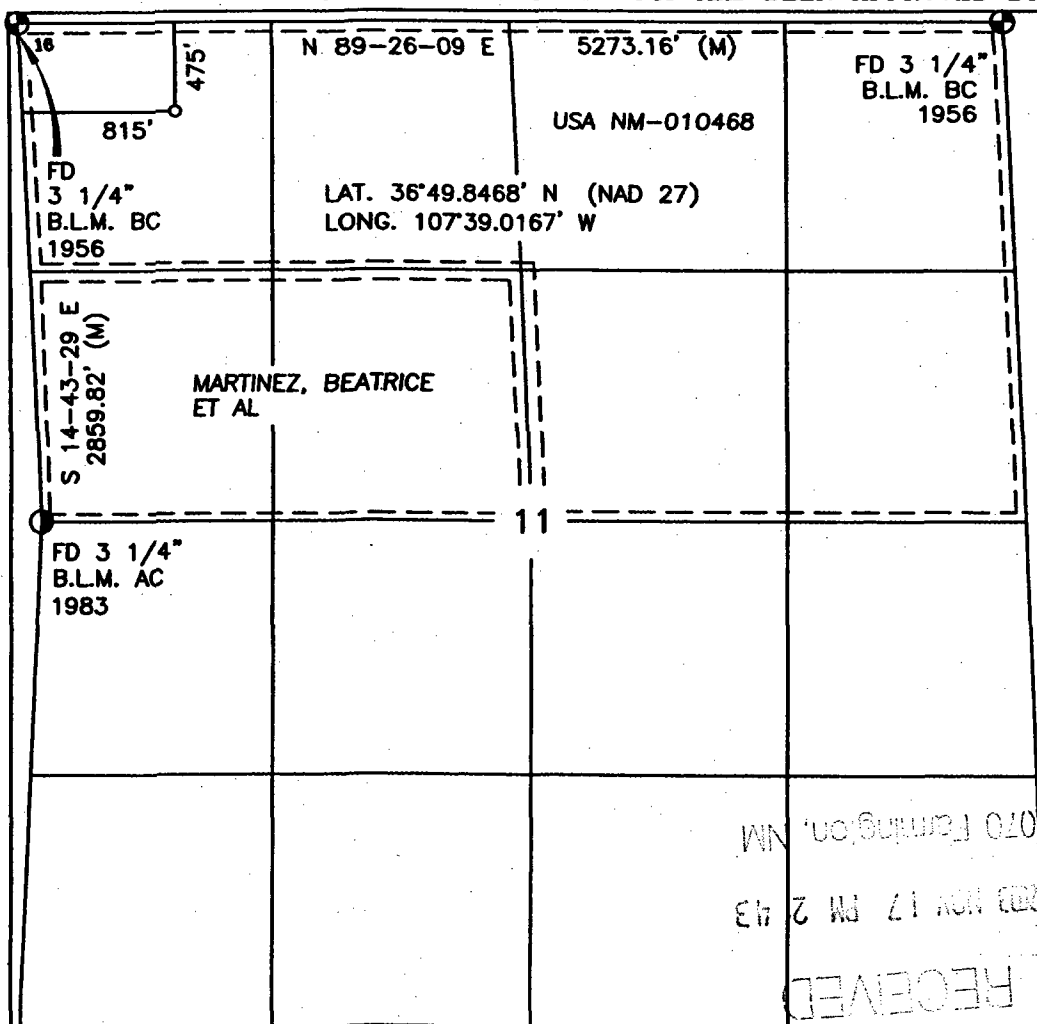 16
N 89-26-09 E 5273.16' (M)
475'
815'
FD 3 1/4"
B.L.M. BC
1956
USA NM-010468
FD
3 1/4"
B.L.M. BC
1956
LAT. 36°49.8468' N (NAD 27)
LONG. 107°39.0167' W
S 14-43-29 E
2859.82' (M)
MARTINEZ, BEATRICE
ET AL
11
FD 3 1/4"
B.L.M. AC
1983
RECEIVED
NOV 17 PM 2 43
070 Farmington, NM